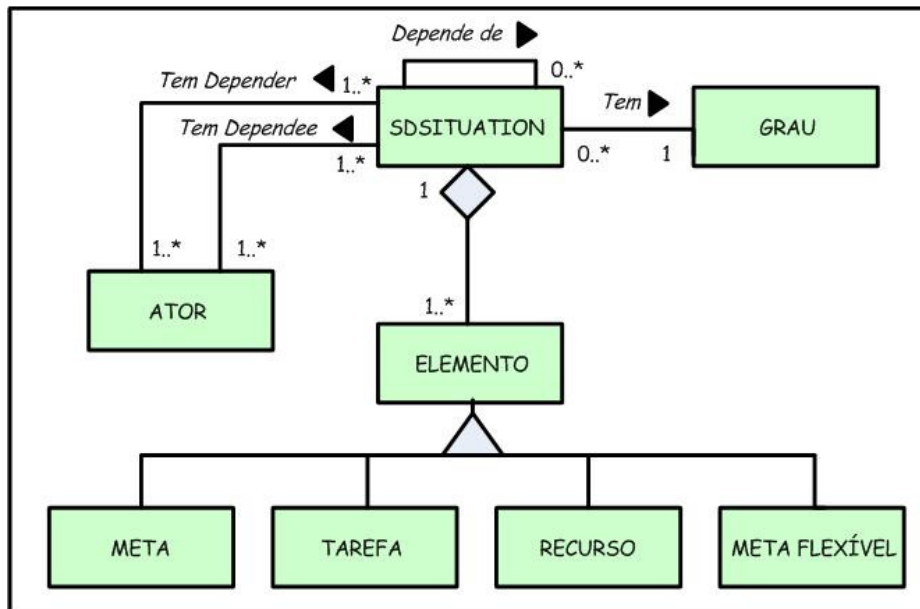 Depende de
Tem Depender
1..*
0..*
Tem Dependee
1..*
SDSITUATION
Tem
0..*
1
GRAU
1
1..*
1..*
ATOR
1..*
ELEMENTO
META
TAREFA
RECURSO
META FLEXÍVEL